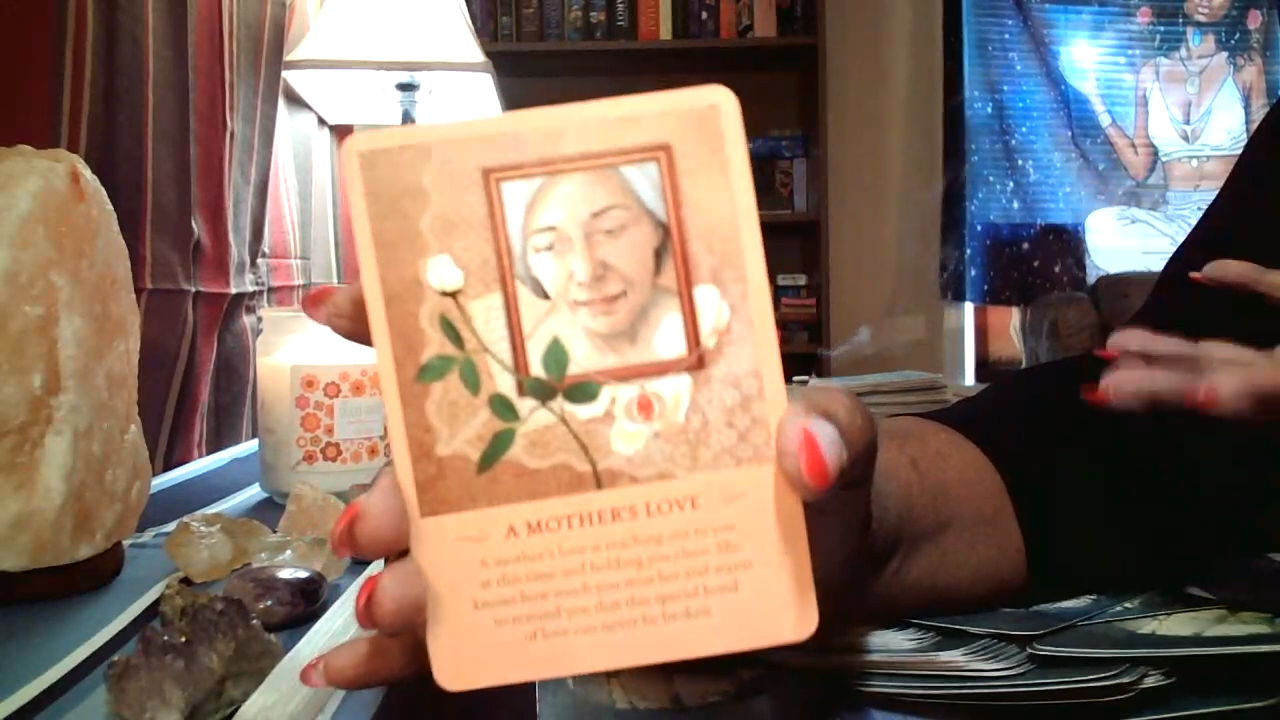 TAROT
A MOTHER'S LOVE
A mother's love is reaching out to you
at this time and holding you close. She
knows how much you miss her and wants
to remind you that this special bond
of love can never be broken.